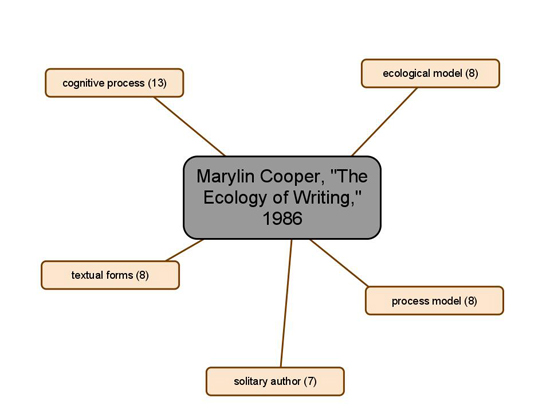 cognitive process (13)
ecological model (8)
Marylin Cooper, "The
Ecology of Writing,"
1986
textual forms (8)
process model (8)
solitary author (7)